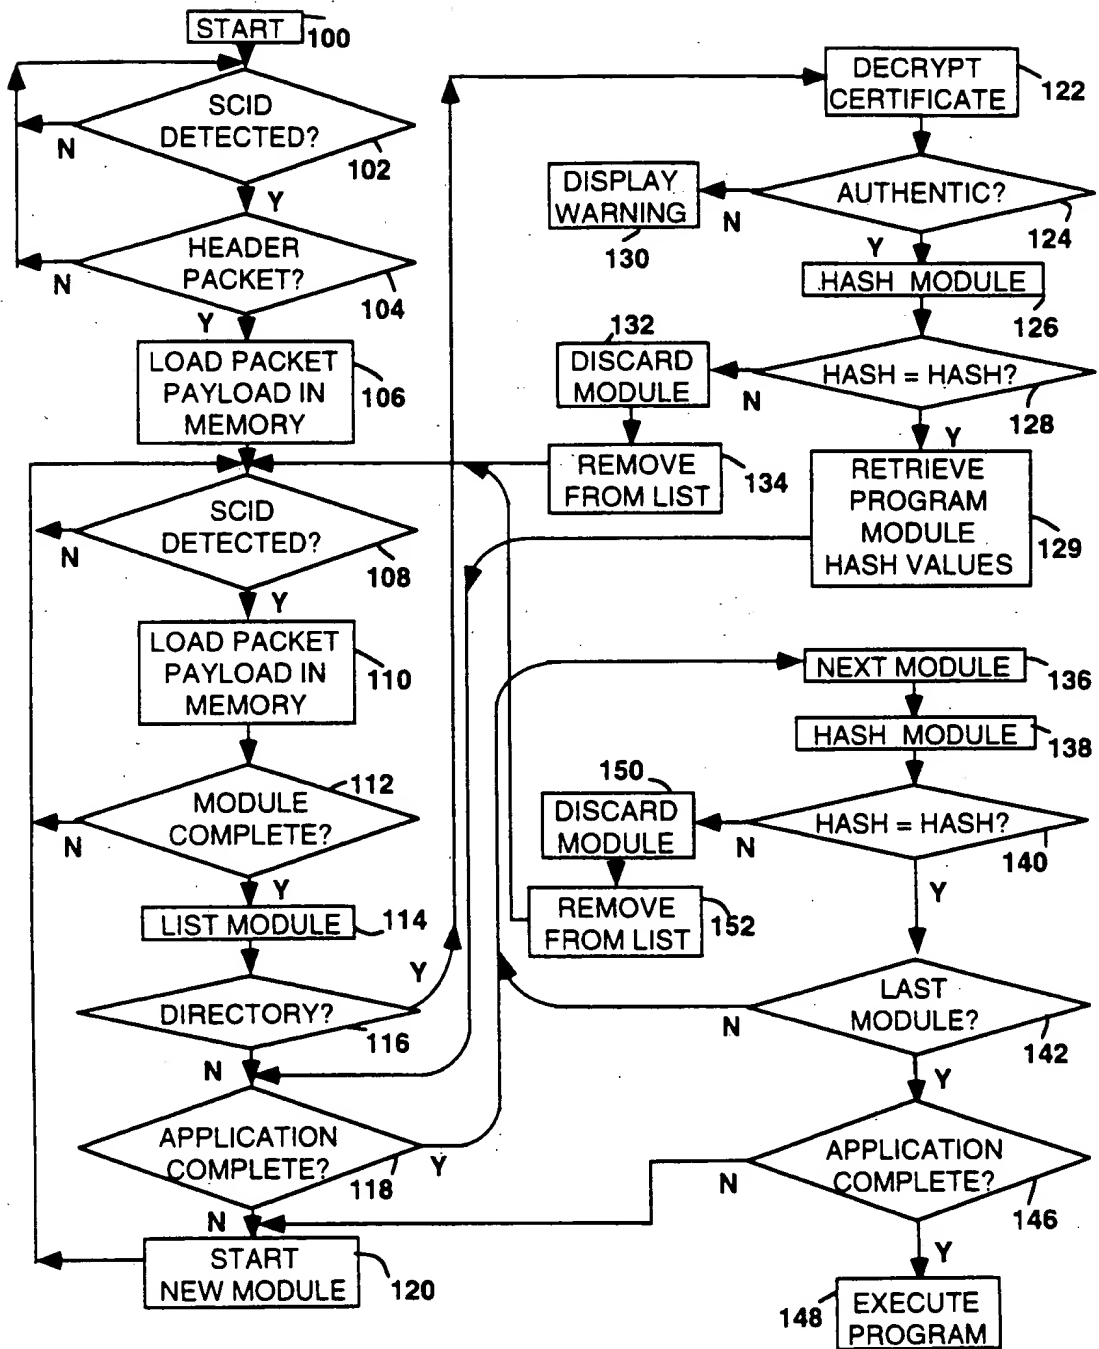 START
100
SCID
DETECTED?
102
N
Y
HEADER
PACKET?
104
N
Y
LOAD PACKET
PAYLOAD IN
MEMORY
106
SCID
DETECTED?
108
N
Y
LOAD PACKET
PAYLOAD IN
MEMORY
110
112
MODULE
COMPLETE?
N
Y
LIST MODULE
114
DIRECTORY?
116
Y
N
APPLICATION
COMPLETE?
118
Y
N
START
NEW MODULE
120
DECRYPT
CERTIFICATE
122
AUTHENTIC?
124
DISPLAY
WARNING
130
N
Y
HASH MODULE
126
132
DISCARD
MODULE
N
HASH = HASH?
128
Y
REMOVE
FROM LIST
134
RETRIEVE
PROGRAM
MODULE
HASH VALUES
129
NEXT MODULE
136
HASH MODULE
138
150
DISCARD
MODULE
N
HASH = HASH?
140
Y
REMOVE
FROM LIST
152
LAST
MODULE?
142
N
Y
APPLICATION
COMPLETE?
146
N
Y
148
EXECUTE
PROGRAM